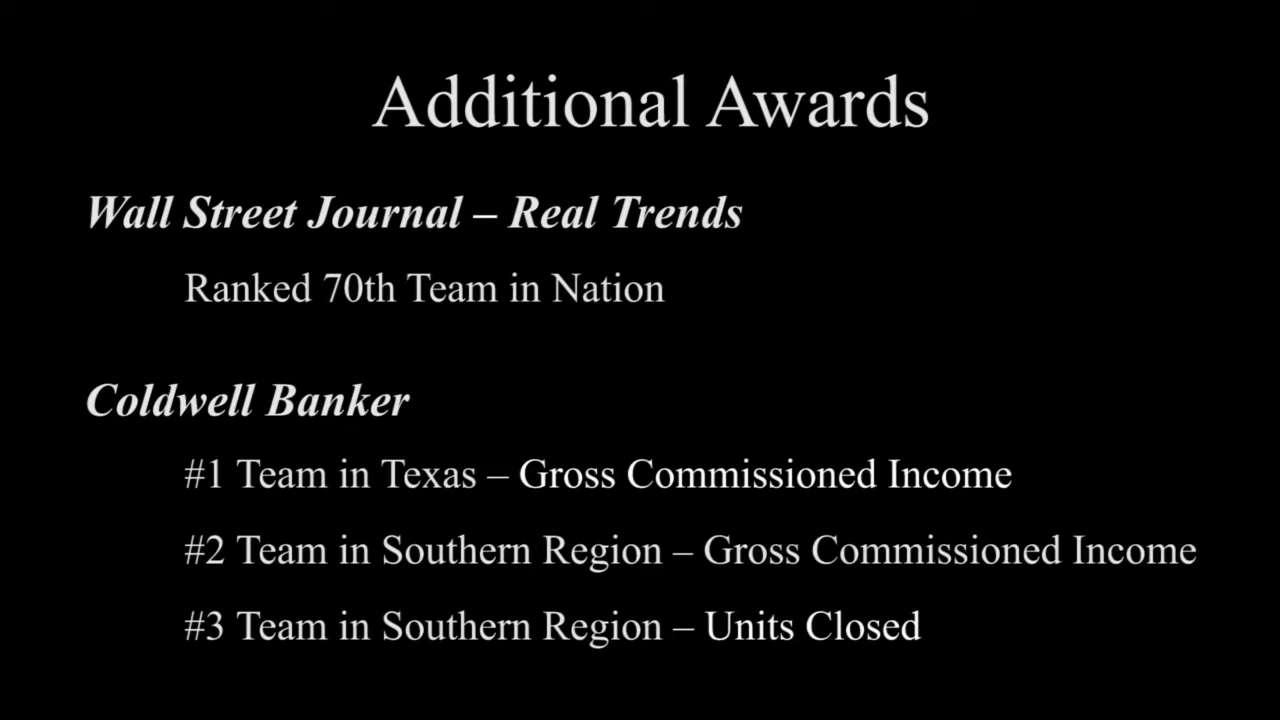 Additional Awards
Wall Street Journal – Real Trends
Ranked 70th Team in Nation
Coldwell Banker
#1 Team in Texas – Gross Commissioned Income
#2 Team in Southern Region – Gross Commissioned Income
#3 Team in Southern Region – Units Closed